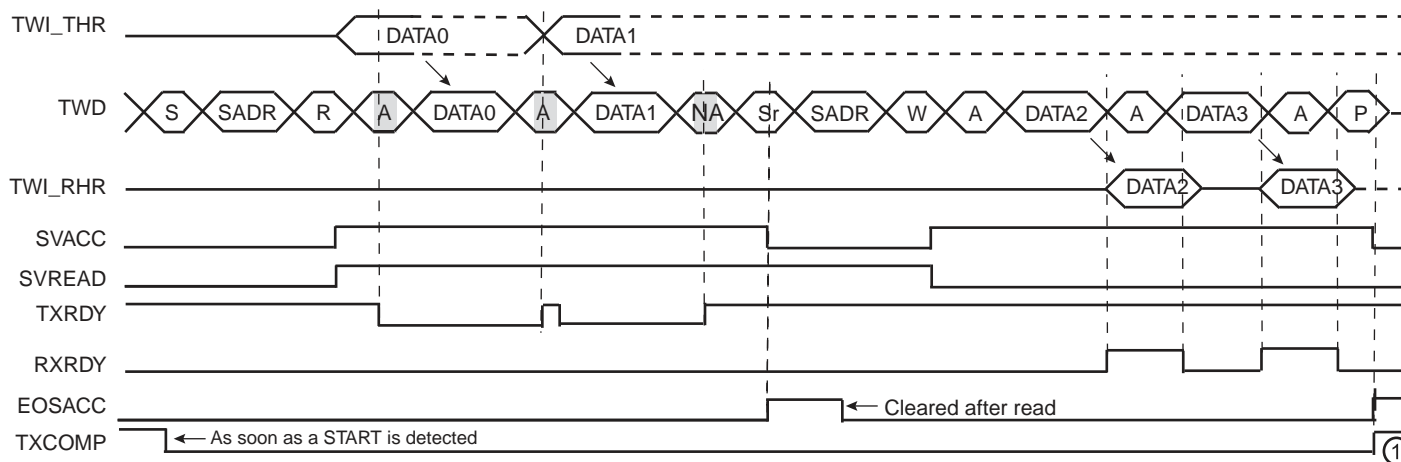 TWI_THR DATA0 DATA1
TWD S SADR R A DATA0 A DATA1 NA Sr SADR W A DATA2 A DATA3 A P
TWI_RHR DATA2 DATA3
SVACC
SVREAD
TXRDY
RXRDY
EOSACC Cleared after read
TXCOMP As soon as a START is detected 1